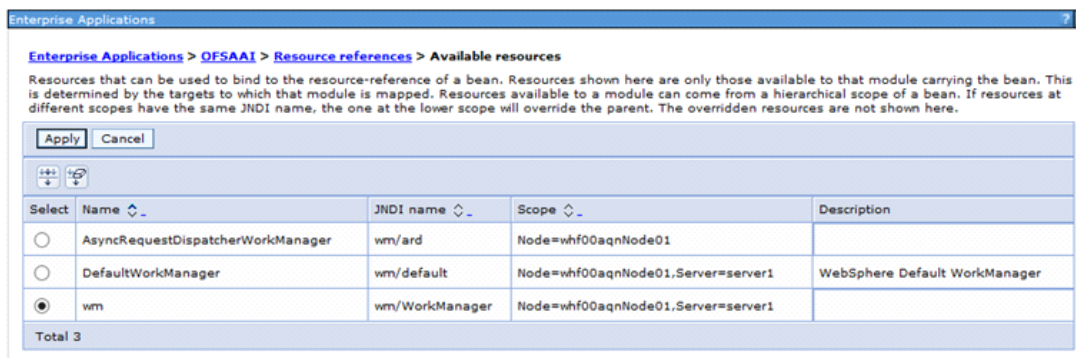 Enterprise Applications ?
Enterprise Applications > OFSAAI > Resource references > Available resources
Resources that can be used to bind to the resource-reference of a bean. Resources shown here are only those available to that module carrying the bean. This
is determined by the targets to which that module is mapped. Resources available to a module can come from a hierarchical scope of a bean. If resources at
different scopes have the same JNDI name, the one at the lower scope will override the parent. The overridden resources are not shown here.
Apply Cancel
Select Name JNDI name Scope Description
AsyncRequestDispatcherWorkManager wm/ard Node=whf00aqnNode01
DefaultWorkManager wm/default Node=whf00aqnNode01,Server=server1 WebSphere Default WorkManager
wm wm/WorkManager Node=whf00aqnNode01,Server=server1
Total 3